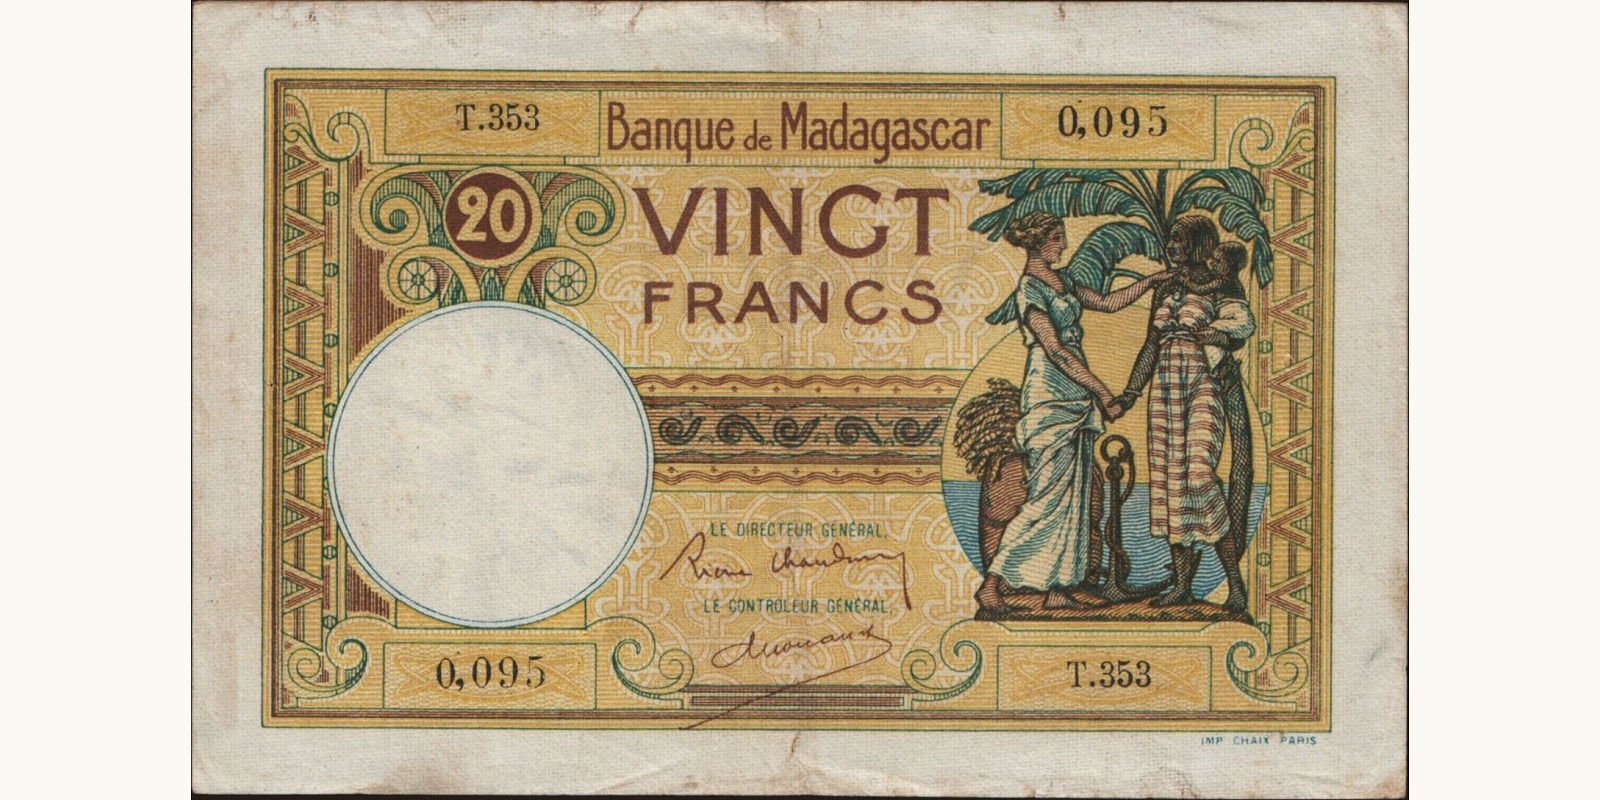 T.353 Banque de Madagascar 0,095
20 VINGT
FRANCS
LE DIRECTEUR GENÉRAL,
LE CONTROLEUR GÉNÉRAL,
0,095 T.353
IMP CHAIX PARIS